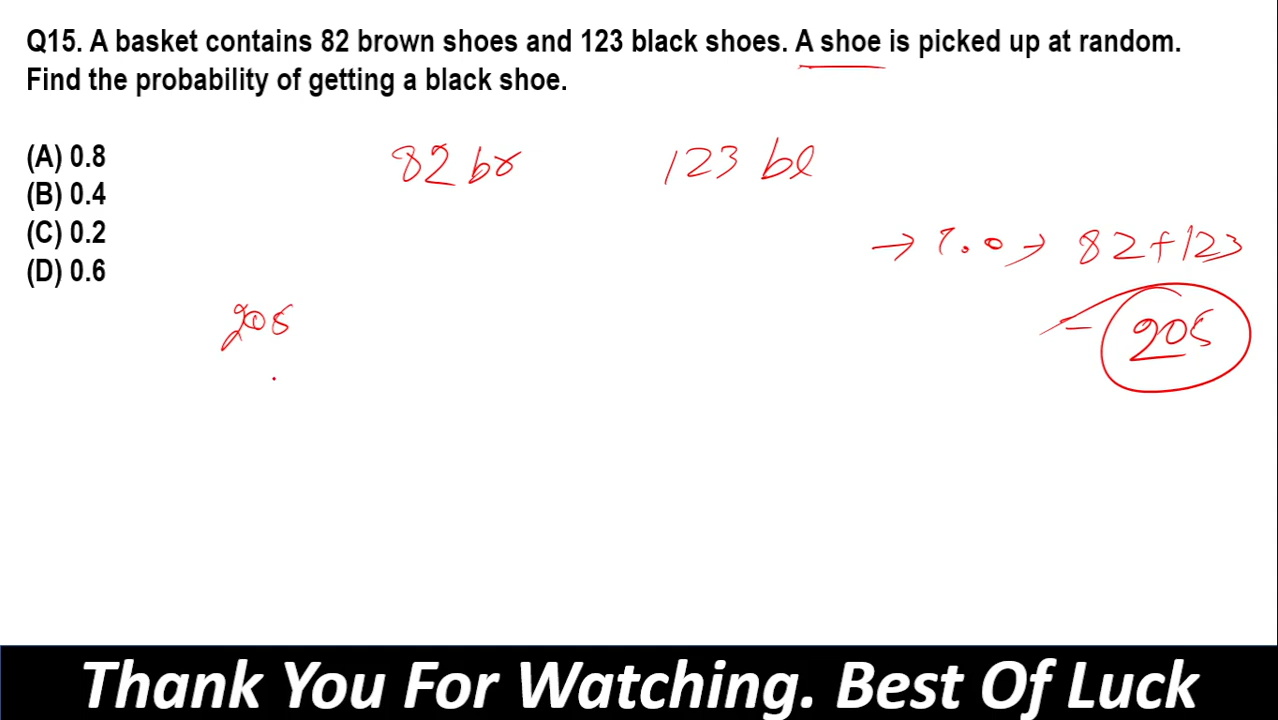 Q15. A basket contains 82 brown shoes and 123 black shoes. A shoe is picked up at random.
Find the probability of getting a black shoe.
(A) 0.8
(B) 0.4
(C) 0.2
(D) 0.6
82 br 123 bl
→ T.O → 82+123
205
= 205
Thank You For Watching. Best Of Luck